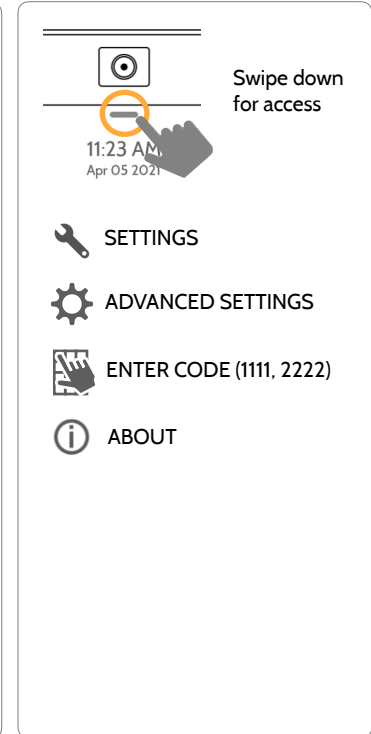 Swipe down
for access
11:23 AM
Apr 05 2021
SETTINGS
ADVANCED SETTINGS
ENTER CODE (1111, 2222)
ABOUT